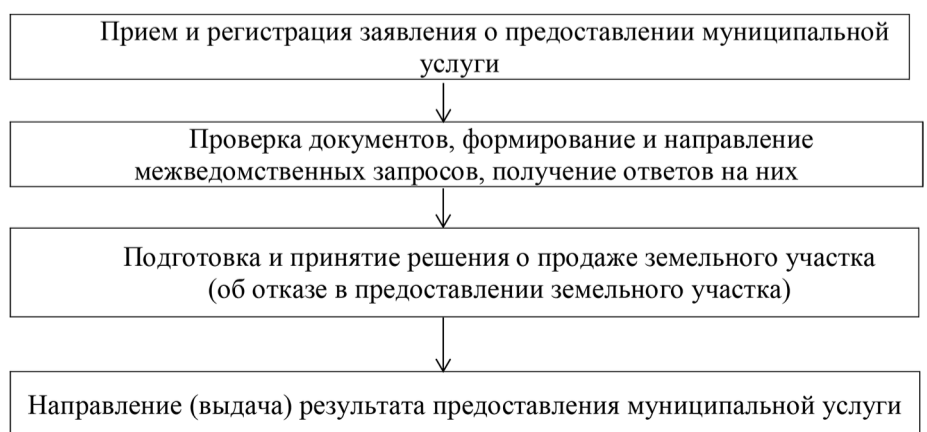 Прием и регистрация заявления о предоставлении муниципальной
услуги
Проверка документов, формирование и направление
межведомственных запросов, получение ответов на них
Подготовка и принятие решения о продаже земельного участка
(об отказе в предоставлении земельного участка)
Направление (выдача) результата предоставления муниципальной услуги